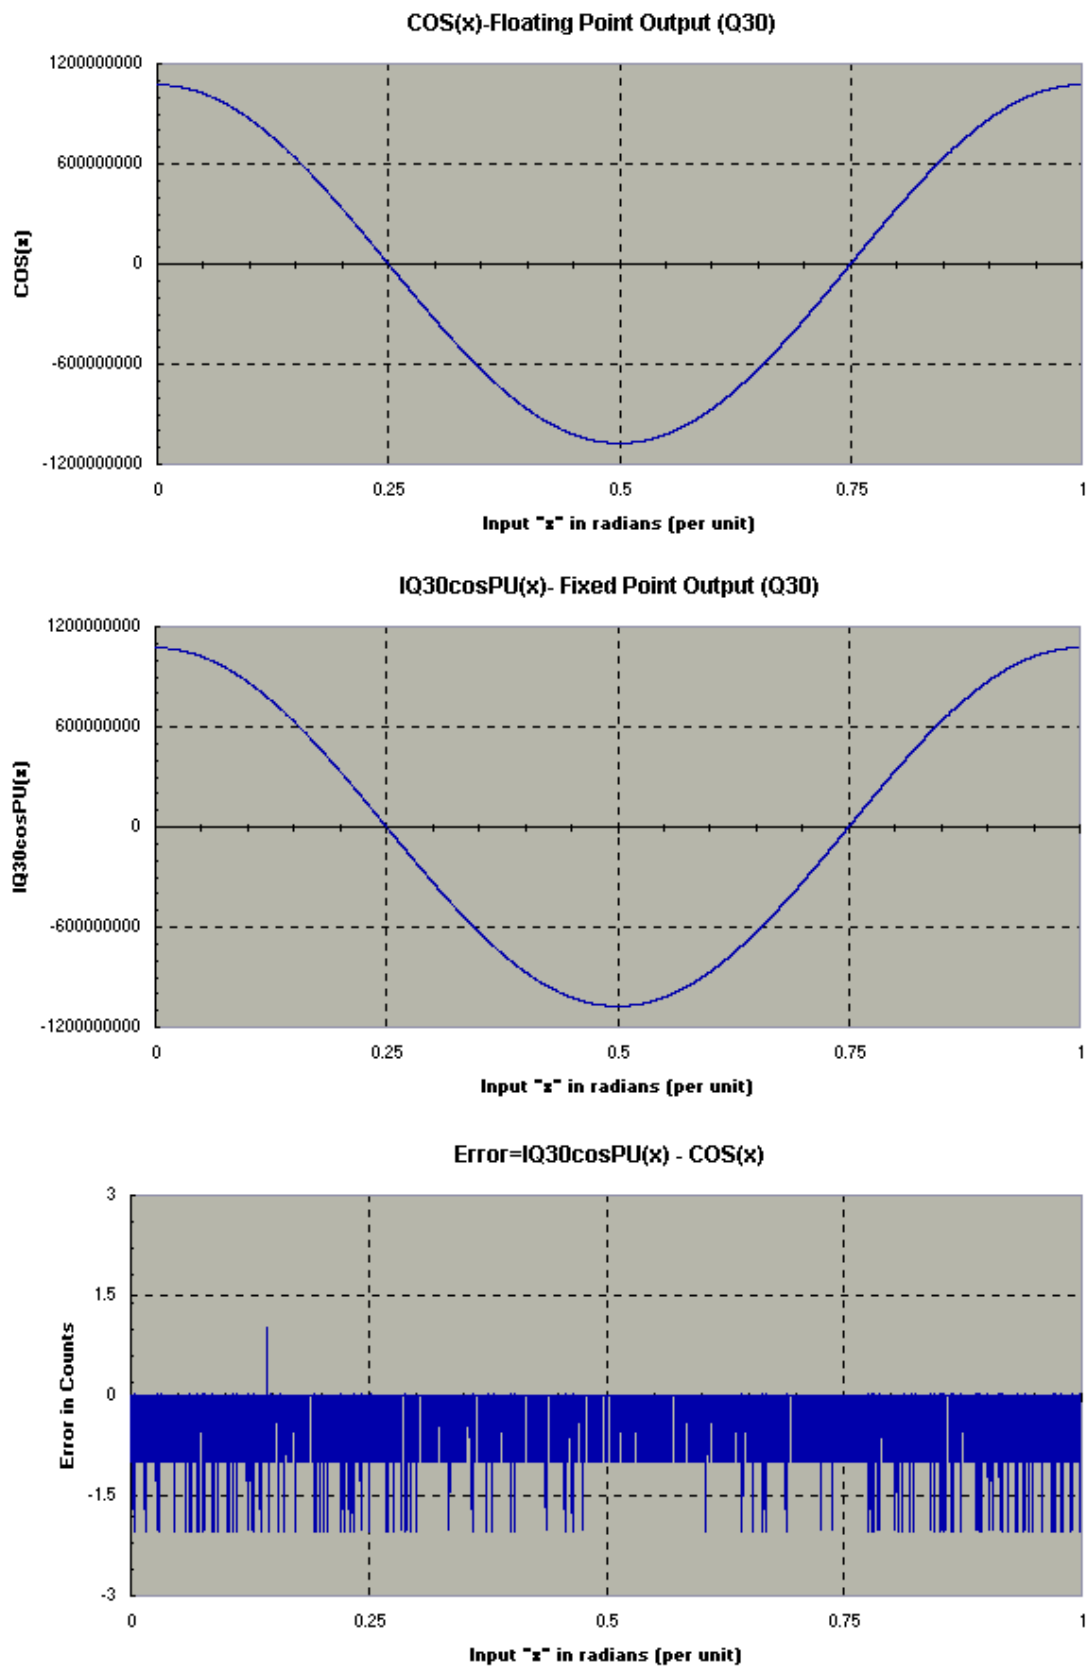 COS(x)-Floating Point Output (Q30)
1200000000
600000000
0
-600000000
-1200000000
COS(x)
0 0.25 0.5 0.75 1
Input "x" in radians (per unit)
IQ30cosPU(x)- Fixed Point Output (Q30)
1200000000
600000000
0
-600000000
-1200000000
IQ30cosPU(x)
0 0.25 0.5 0.75 1
Input "x" in radians (per unit)
Error=IQ30cosPU(x) - COS(x)
3
1.5
0
-1.5
-3
Error in Counts
0 0.25 0.5 0.75 1
Input "x" in radians (per unit)